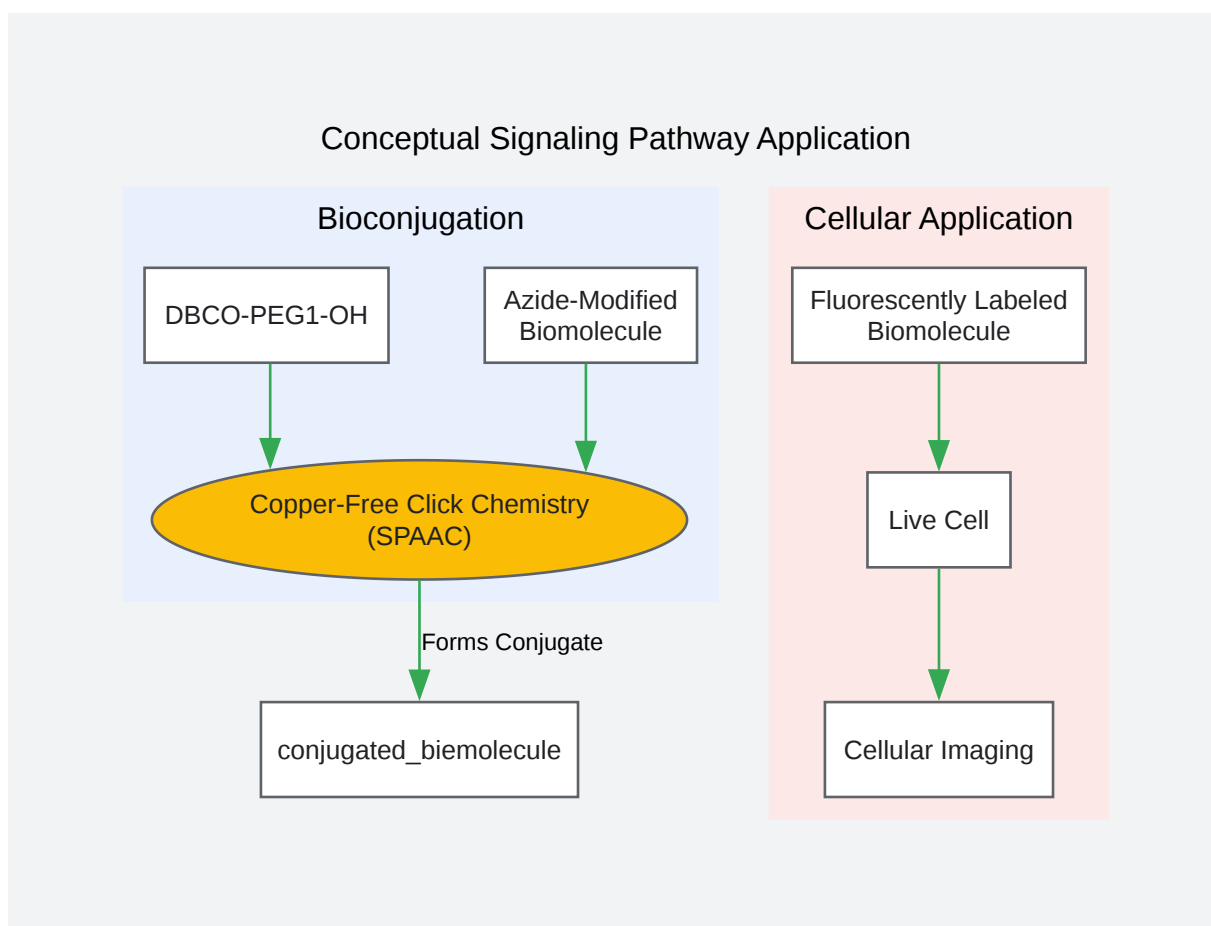 Conceptual Signaling Pathway Application
Bioconjugation
DBCO-PEG1-OH
Azide-Modified
Biomolecule
Copper-Free Click Chemistry
(SPAAC)
Forms Conjugate
conjugated_biemolecule
Cellular Application
Fluorescently Labeled
Biomolecule
Live Cell
Cellular Imaging